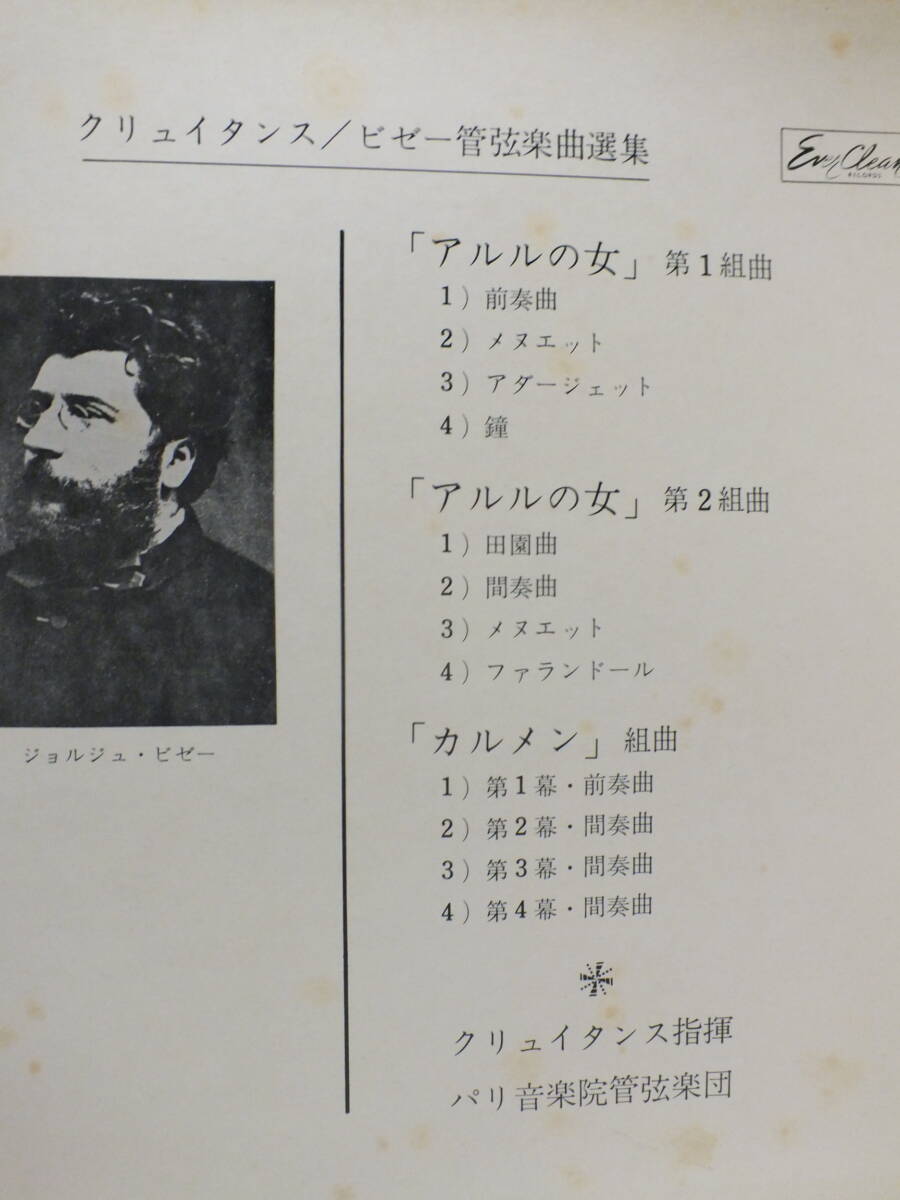 クリュイタンス/ビゼー管弦楽曲選集
Ever Clean
RECORDS
「アルルの女」第1組曲
1）前奏曲
2）メヌエット
3）アダージェット
4）鐘
「アルルの女」第2組曲
1）田園曲
2）間奏曲
3）メヌエット
4）ファランドール
「カルメン」組曲
1）第1幕・前奏曲
2）第2幕・間奏曲
3）第3幕・間奏曲
4）第4幕・間奏曲
クリュイタンス指揮
パリ音楽院管弦楽団
ジョルジュ・ビゼー